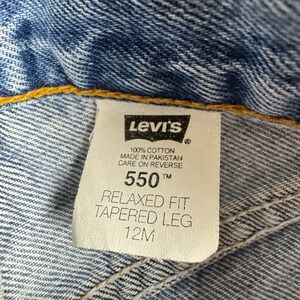 LEVI'S ®
100% COTTON
MADE IN PAKISTAN
CARE ON REVERSE
550™
RELAXED FIT
TAPERED LEG
12M